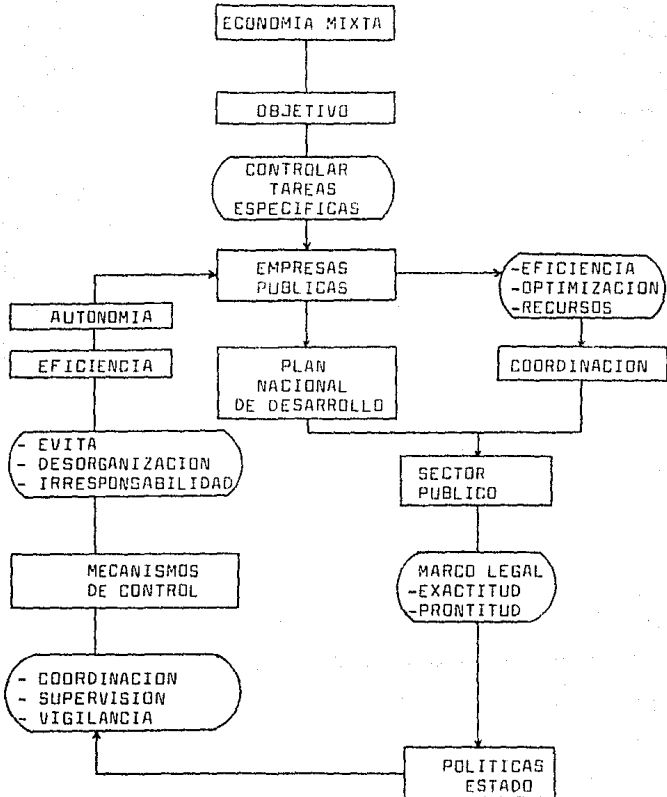 ECONOMIA MIXTA
OBJETIVO
CONTROLAR
TAREAS
ESPECIFICAS
EMPRESAS
PUBLICAS
-EFICIENCIA
-OPTIMIZACION
-RECURSOS
AUTONOMIA
EFICIENCIA
PLAN
NACIONAL
DE DESARROLLO
COORDINACION
- EVITA
- DESORGANIZACION
- IRRESPONSABILIDAD
SECTOR
PUBLICO
MECANISMOS
DE CONTROL
MARCO LEGAL
-EXACTITUD
-PRONTITUD
- COORDINACION
- SUPERVISION
- VIGILANCIA
POLITICAS
ESTADO